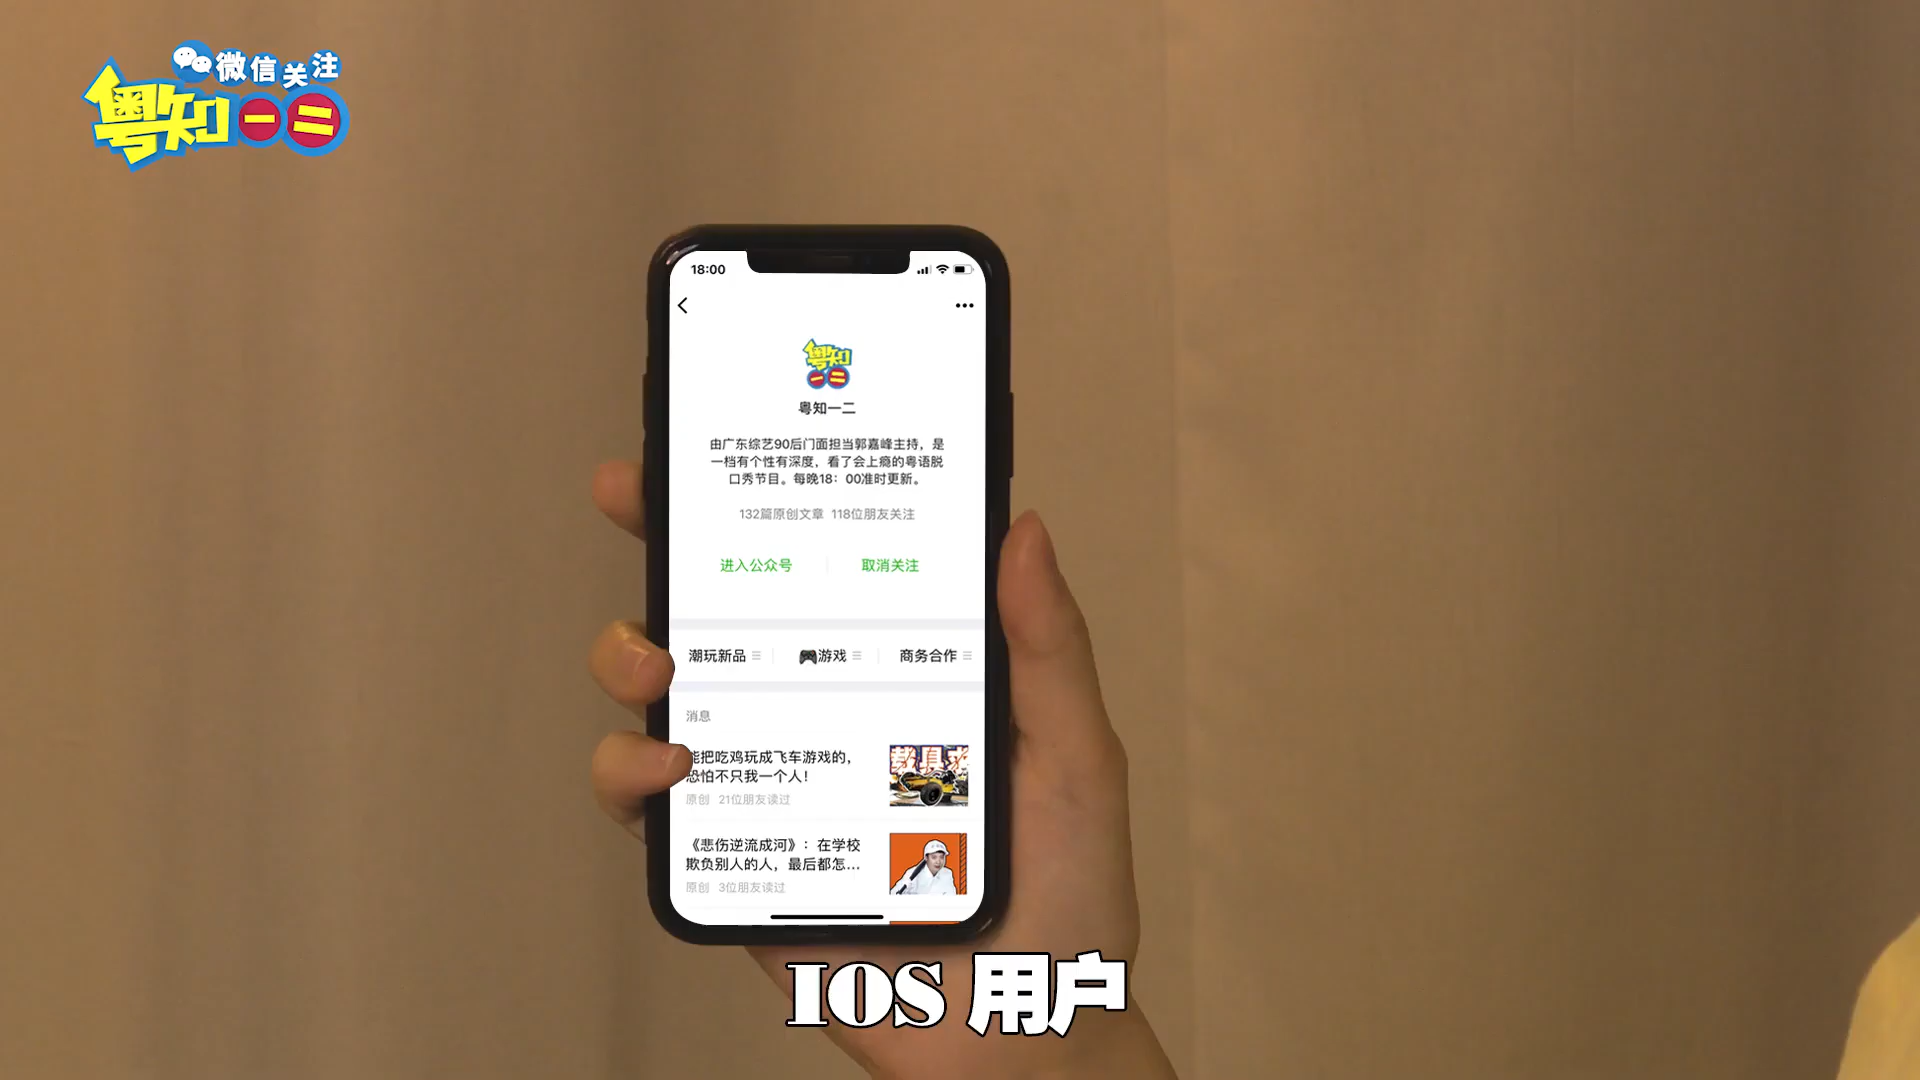 微信关注
粤知一二
18:00
粤知
一二
粤知一二
由广东综艺90后门面担当郭嘉峰主持，是
一档有个性有深度，看了会上瘾的粤语脱
口秀节目。每晚18：00准时更新。
132篇原创文章 118位朋友关注
进入公众号 取消关注
潮玩新品 游戏 商务合作
消息
能把吃鸡玩成飞车游戏的，
恐怕不只我一个人！
原创 21位朋友读过
《悲伤逆流成河》：在学校
欺负别人的人，最后都怎...
原创 3位朋友读过
IOS 用户